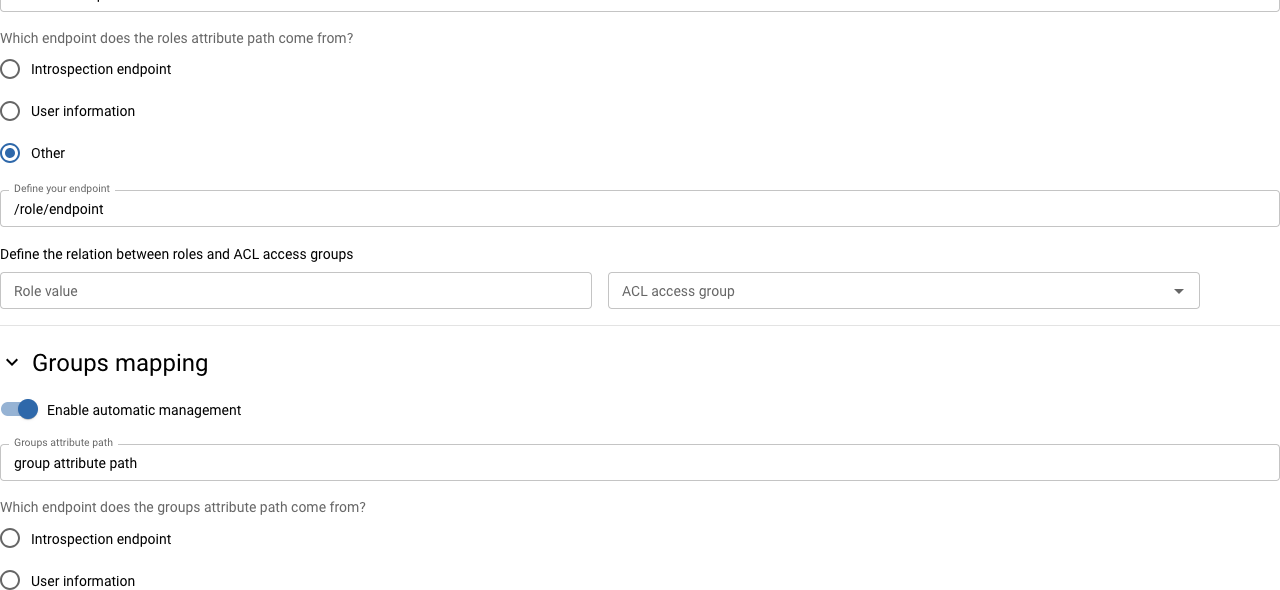 Which endpoint does the roles attribute path come from?
Introspection endpoint
User information
Other
Define your endpoint
/role/endpoint
Define the relation between roles and ACL access groups
Role value
ACL access group
Groups mapping
Enable automatic management
Groups attribute path
group attribute path
Which endpoint does the groups attribute path come from?
Introspection endpoint
User information